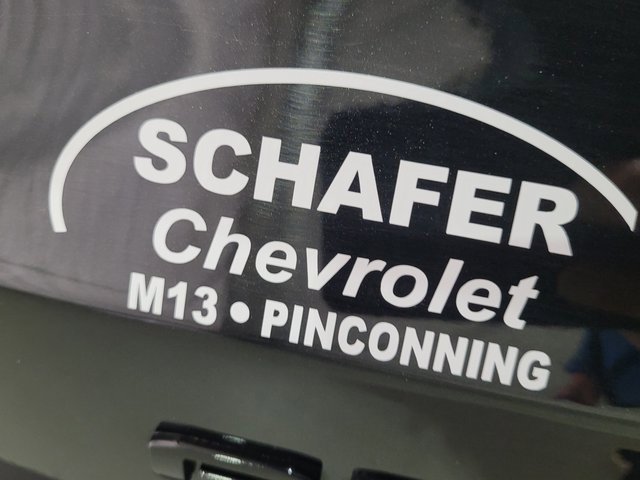 SCHAFER
Chevrolet
M13 • PINCONNING